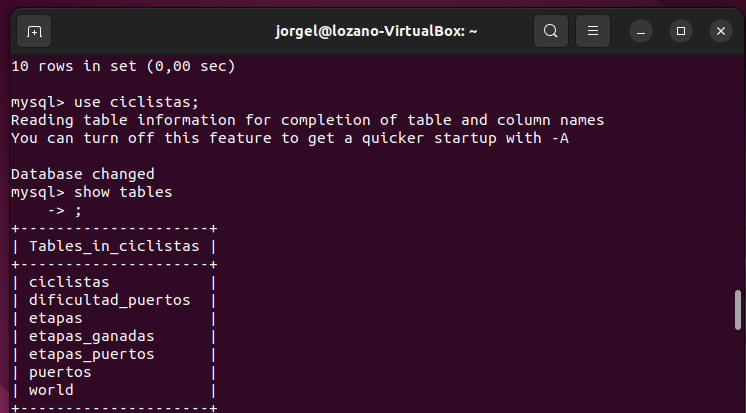 jorgel@lozano-VirtualBox: ~
10 rows in set (0,00 sec)
mysql> use ciclistas;
Reading table information for completion of table and column names
You can turn off this feature to get a quicker startup with -A
Database changed
mysql> show tables
    -> ;
+---------------------+
| Tables_in_ciclistas |
+---------------------+
| ciclistas           |
| dificultad_puertos  |
| etapas              |
| etapas_ganadas      |
| etapas_puertos      |
| puertos             |
| world               |
+---------------------+